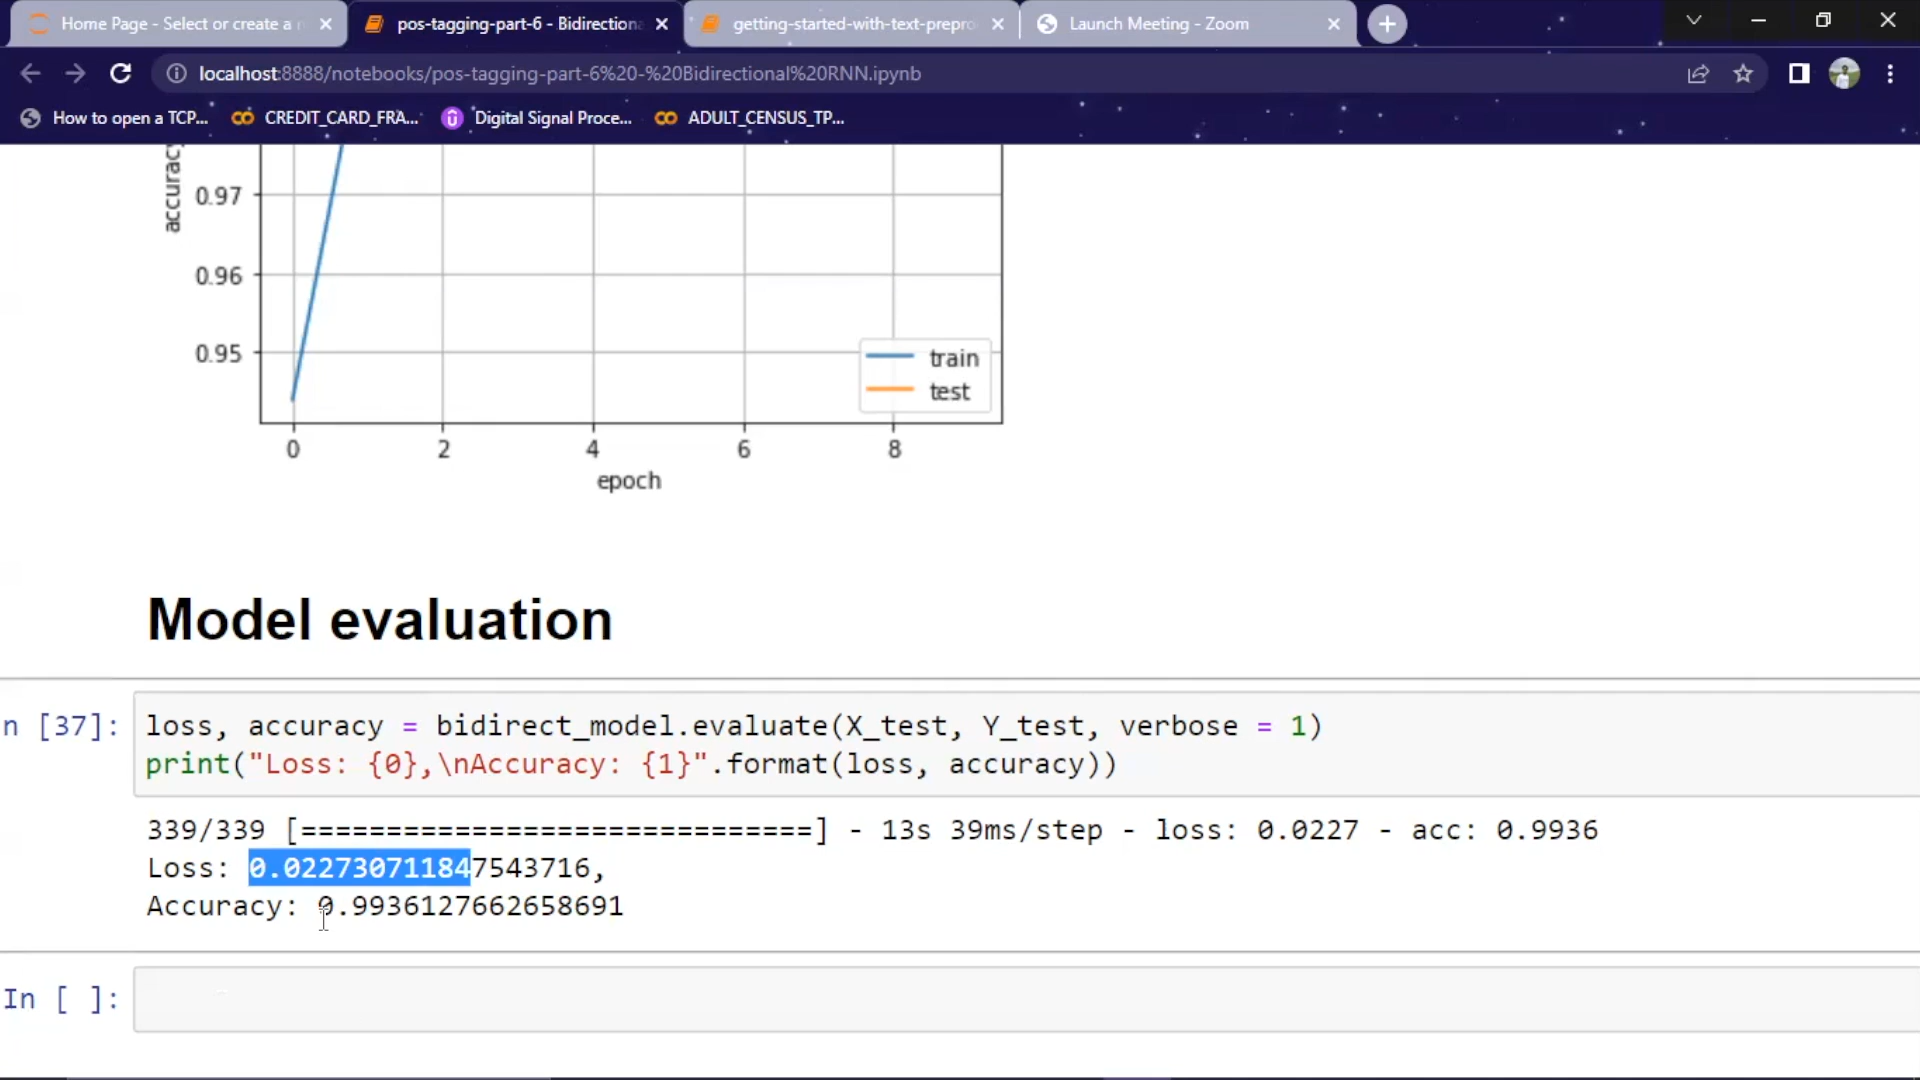 Home Page - Select or create a n
pos-tagging-part-6 - Bidirectiona
getting-started-with-text-prepro
Launch Meeting - Zoom
localhost:8888/notebooks/pos-tagging-part-6%20-%20Bidirectional%20RNN.ipynb
How to open a TCP...
CREDIT_CARD_FRA...
Digital Signal Proce...
ADULT_CENSUS_TP...
accuracy
0.97
0.96
0.95
train
test
0 2 4 6 8
epoch
Model evaluation
n [37]:
loss, accuracy = bidirect_model.evaluate(X_test, Y_test, verbose = 1)
print("Loss: {0},\nAccuracy: {1}".format(loss, accuracy))
339/339 [==============================] - 13s 39ms/step - loss: 0.0227 - acc: 0.9936
Loss: 0.022730711847543716,
Accuracy: 0.9936127662658691
In [ ]: